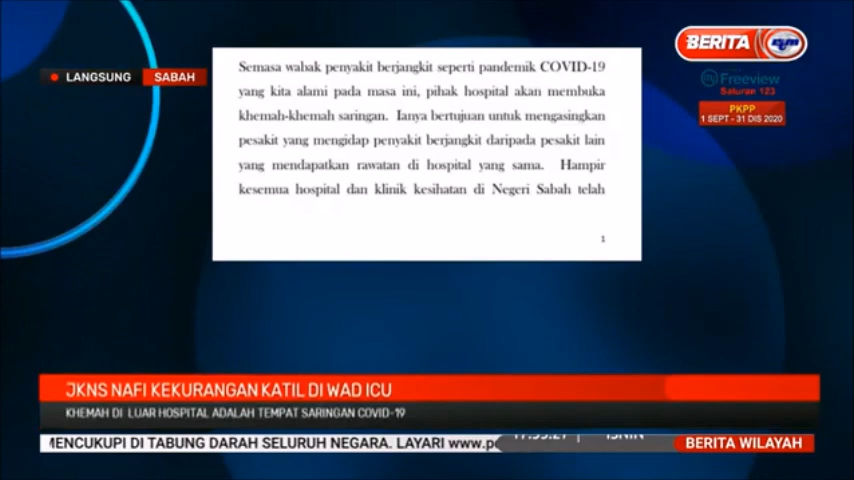 LANGSUNG SABAH
BERITA
Freeview
Saluran 123
PKPP
1 SEPT - 31 DIS 2020
Semasa wabak penyakit berjangkit seperti pandemik COVID-19
yang kita alami pada masa ini, pihak hospital akan membuka
khemah-khemah saringan. Ianya bertujuan untuk mengasingkan
pesakit yang mengidap penyakit berjangkit daripada pesakit lain
yang mendapatkan rawatan di hospital yang sama. Hampir
kesemua hospital dan klinik kesihatan di Negeri Sabah telah
1
JKNS NAFI KEKURANGAN KATIL DI WAD ICU
KHEMAH DI LUAR HOSPITAL ADALAH TEMPAT SARINGAN COVID-19
MENCUKUPI DI TABUNG DARAH SELURUH NEGARA. LAYARI www.pe
ISNIN
BERITA WILAYAH